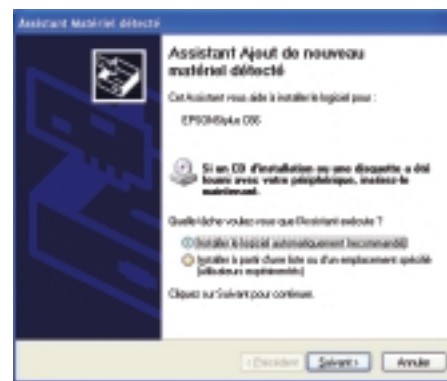 Assistant Matériel détecté
Assistant Ajout de nouveau
matériel détecté
Cet Assistant vous aide à installer le logiciel pour :
EPSON Stylus C66
Si un CD d'installation ou une disquette a été
fourni avec votre périphérique, insérez-le
maintenant.
Quelle tâche voulez-vous que l'Assistant exécute ?
Installer le logiciel automatiquement (recommandé)
Installer à partir d'une liste ou d'un emplacement spécifié
(utilisateurs expérimentés)
Cliquez sur Suivant pour continuer.
< Précédent Suivant > Annuler